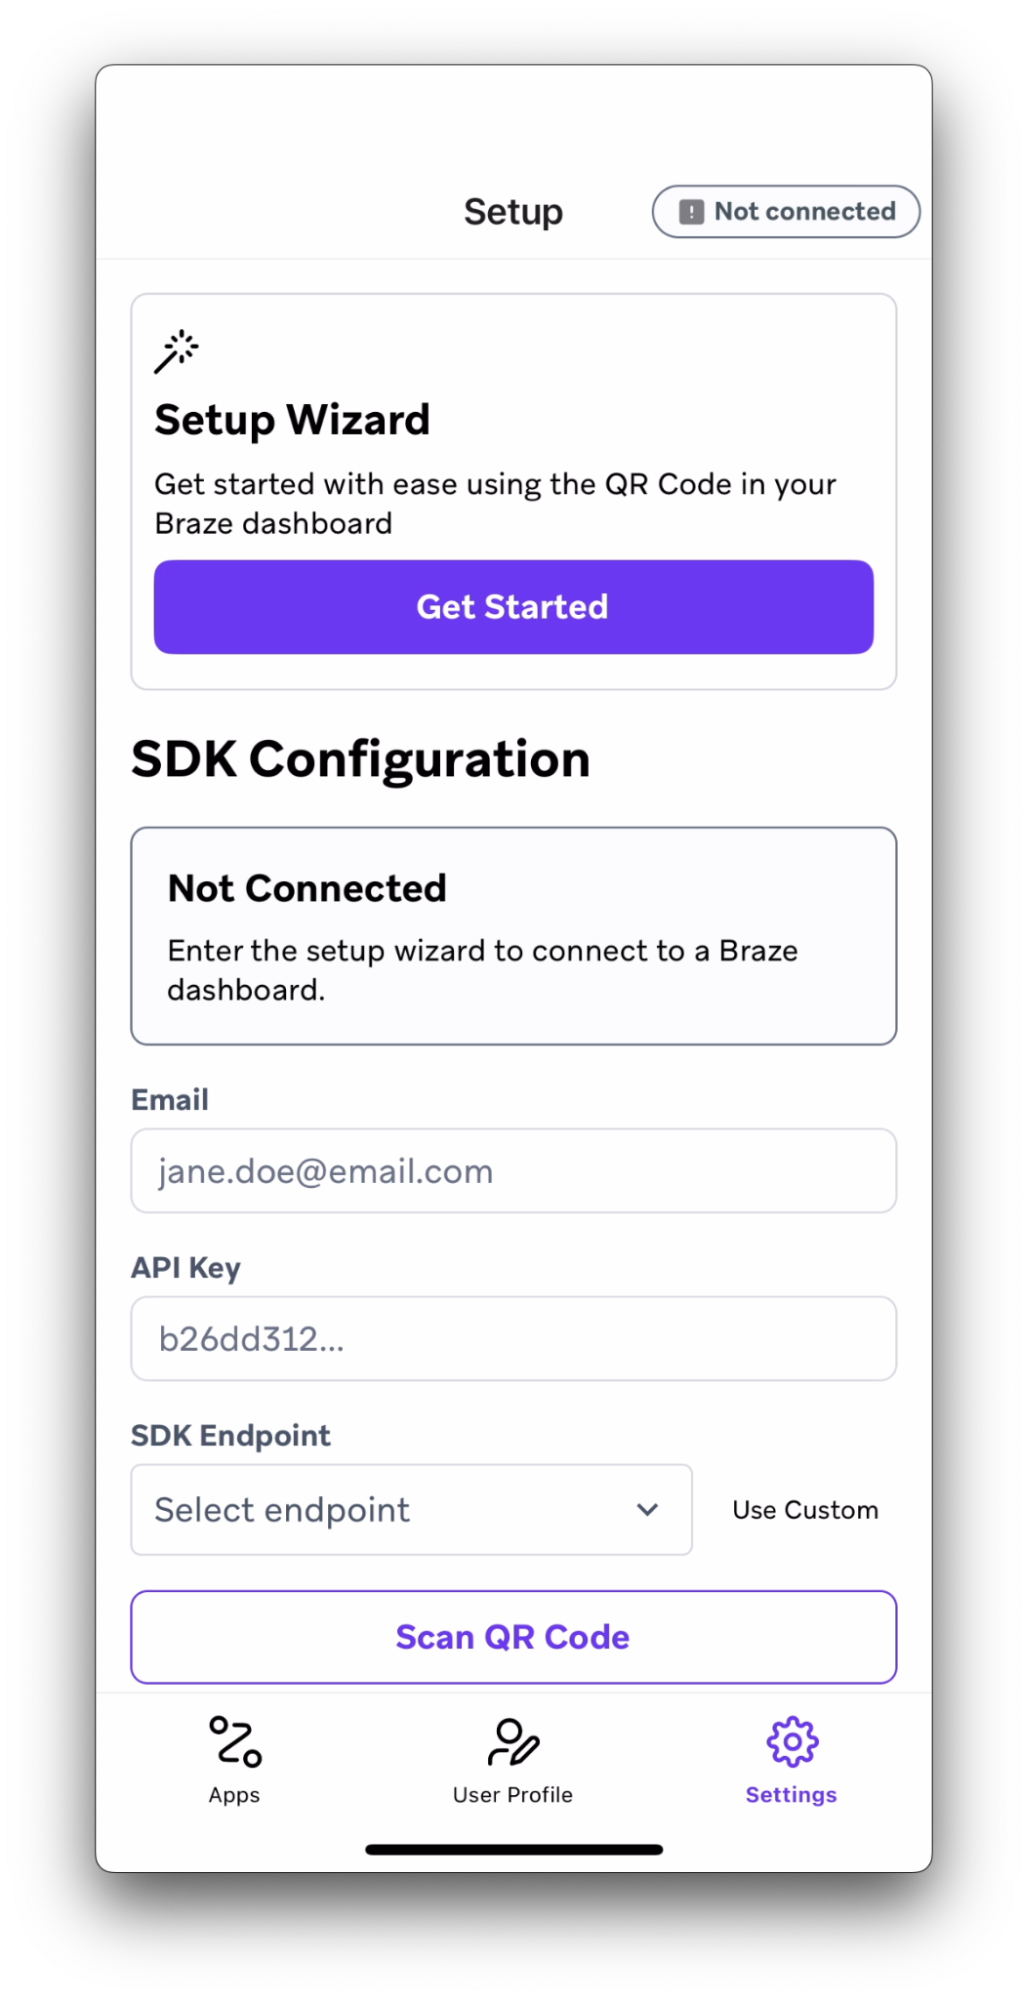 Setup
! Not connected
Setup Wizard
Get started with ease using the QR Code in your
Braze dashboard
Get Started
SDK Configuration
Not Connected
Enter the setup wizard to connect to a Braze
dashboard.
Email
jane.doe@email.com
API Key
b26dd312...
SDK Endpoint
Select endpoint
Use Custom
Scan QR Code
Apps
User Profile
Settings